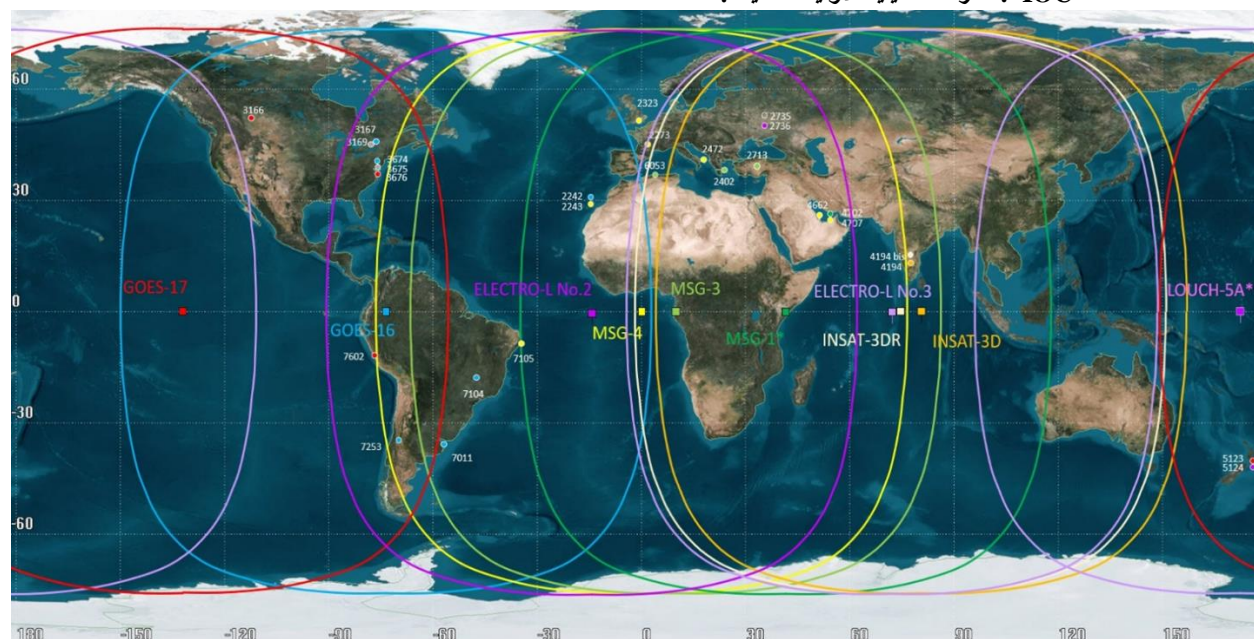 60
3166
2323
2735
2736
3167
3169
2273
2472
2713
3674
3675
3676
6053
2402
30
2242
2243
4662
4202
4707
4194 bis
4194
GOES-17
ELECTRO-L No.2
MSG-3
ELECTRO-L No.3
LOUCH-5A*
0
GOES-16
MSG-4
MSG-1*
INSAT-3DR
INSAT-3D
7602
7105
7104
-30
7253
7011
5123
5124
-60
180 -150 -120 -90 -60 -30 0 30 60 90 120 150